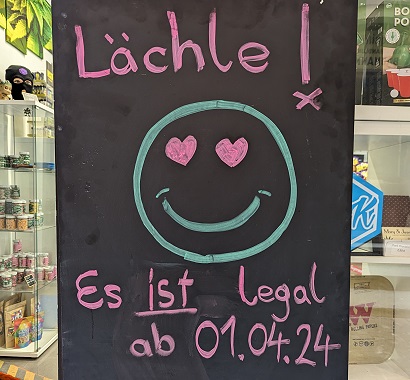 Lächle !
Es ist legal
ab 01.04.24